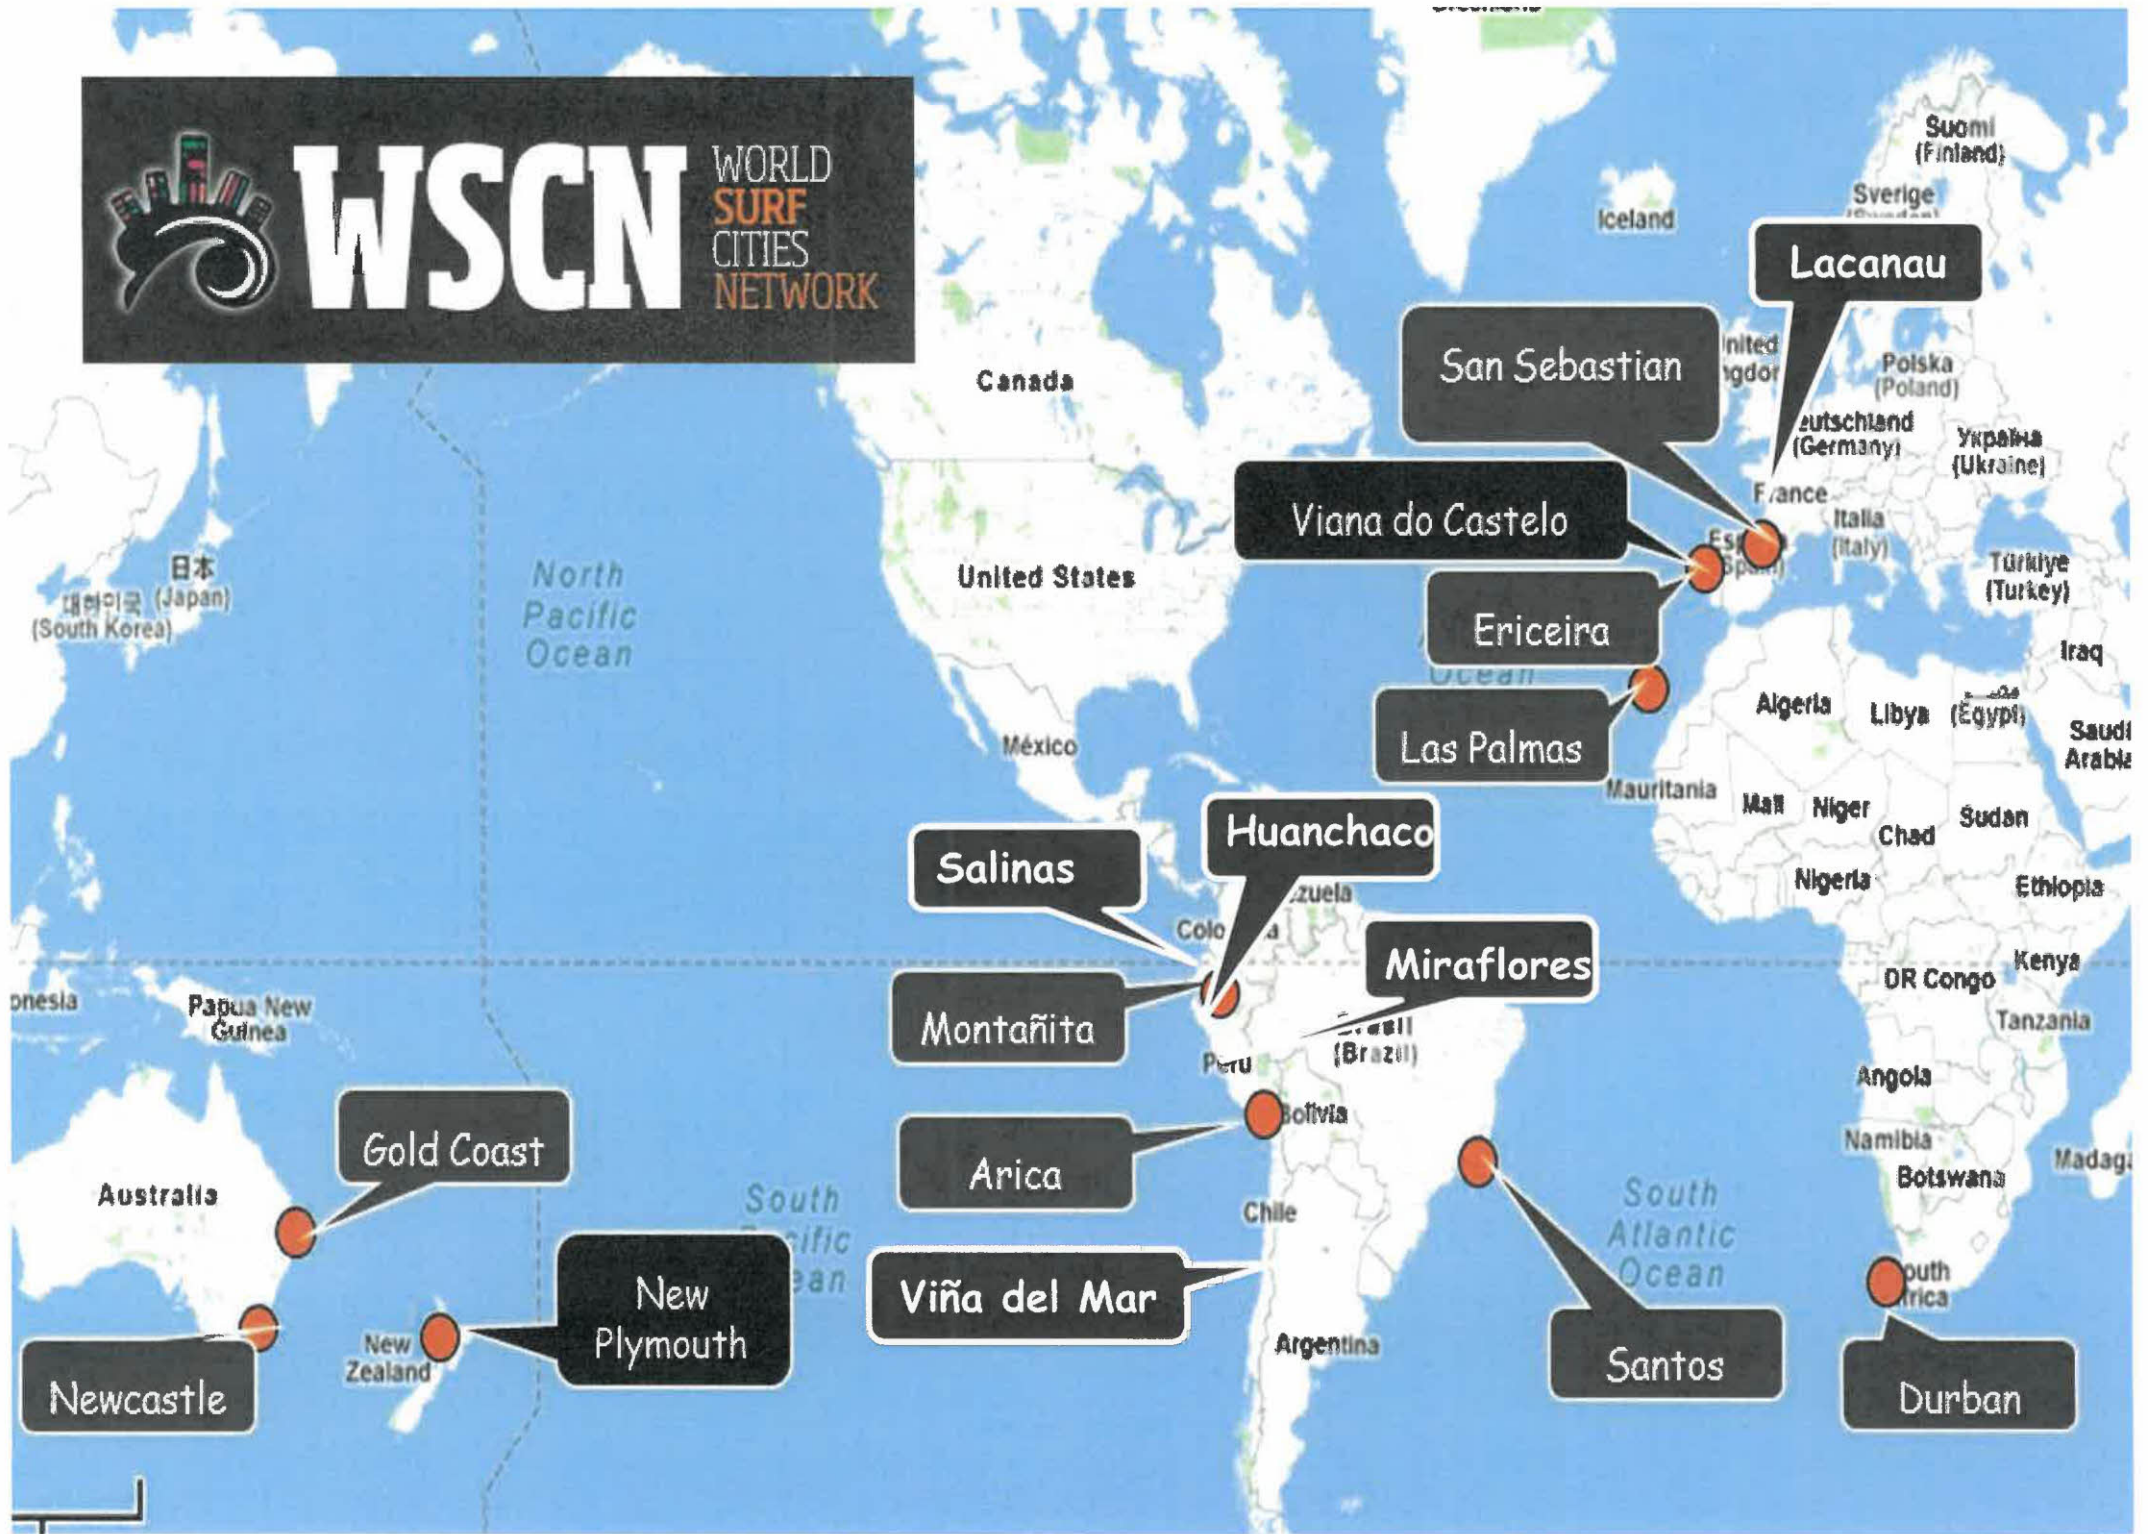 WSCN
WORLD
SURF
CITIES
NETWORK
Suomi
(Finland)
Sverige
Iceland
Lacanau
San Sebastian
Polska
(Poland)
Canada
(Germany)
Україна
(Ukraine)
Viana do Castelo
France
Italia
(Italy)
United States
Türkiye
(Turkey)
日本
(Japan)
(South Korea)
North
Pacific
Ocean
Ericeira
Iraq
Ocean
Las Palmas
Algeria
Libya
(Egypt)
Saudi
Arabia
México
Mauritania
Mali
Niger
Chad
Sudan
Huanchaco
Salinas
Nigeria
Ethiopia
Miraflores
Kenya
DR Congo
Montañita
Papua New
Guinea
Tanzania
Brasil
(Brazil)
Peru
Angola
Gold Coast
Bolivia
Namibia
Botswana
Arica
Australia
South
South
Atlantic
Ocean
Chile
Viña del Mar
New
Plymouth
New
Zealand
Argentina
Santos
Newcastle
Durban